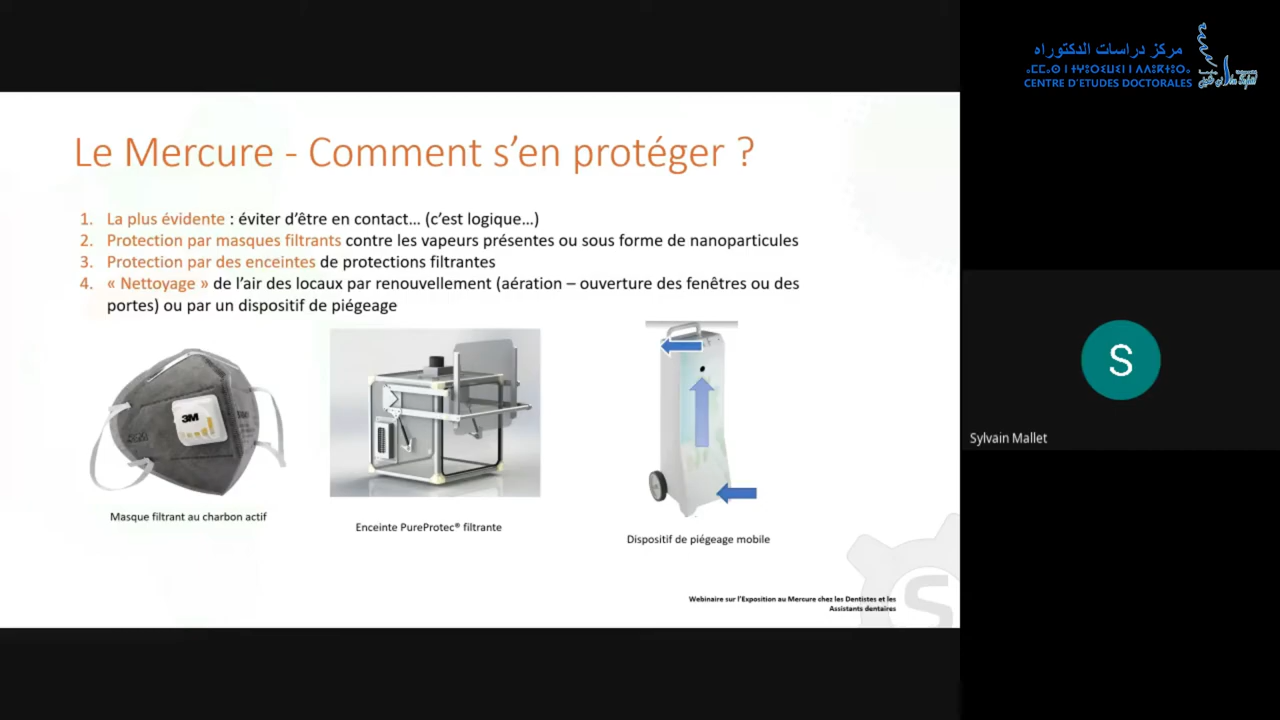 Le Mercure - Comment s’en protéger ?
1. La plus évidente : éviter d’être en contact… (c’est logique…)
2. Protection par masques filtrants contre les vapeurs présentes ou sous forme de nanoparticules
3. Protection par des enceintes de protections filtrantes
4. « Nettoyage » de l’air des locaux par renouvellement (aération – ouverture des fenêtres ou des
portes) ou par un dispositif de piégeage
3M
Masque filtrant au charbon actif
Enceinte PureProtec® filtrante
Dispositif de piégeage mobile
Webinaire sur l’Exposition au Mercure chez les Dentistes et les
Assistants dentaires
مركز دراسات الدكتوراه
CENTRE D'ETUDES DOCTORALES
S
Sylvain Mallet